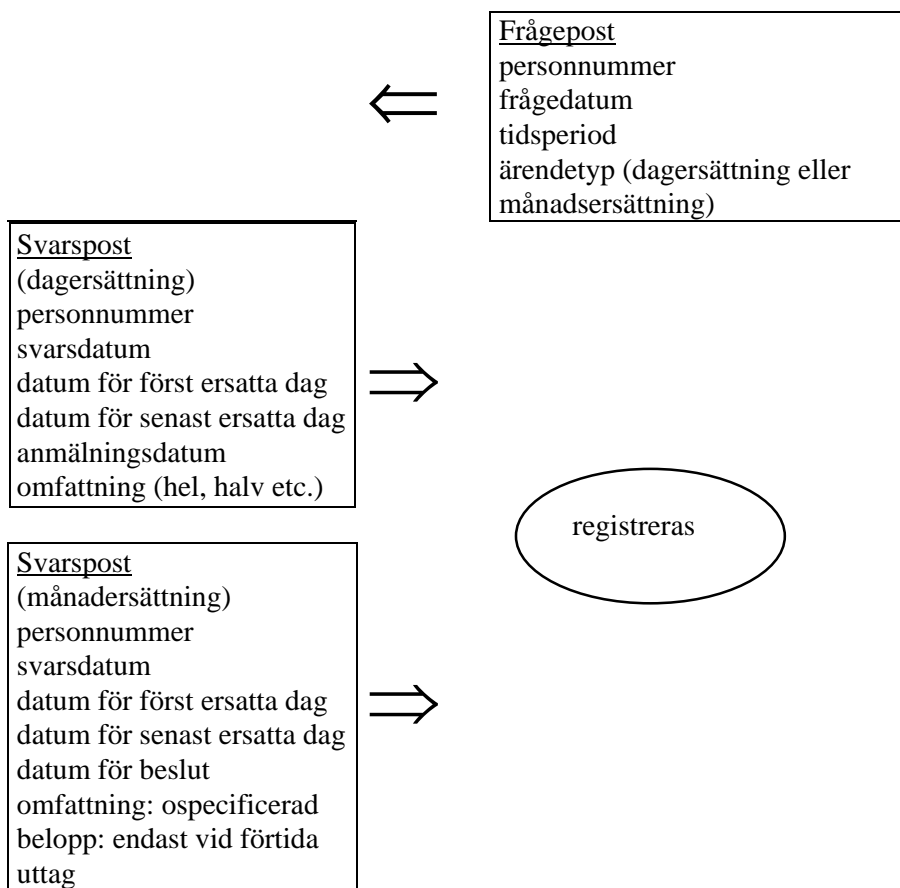 Frågepost
personnummer
frågedatum
tidsperiod
ärendetyp (dagersättning eller
månadsersättning)
Svarspost
(dagersättning)
personnummer
svarsdatum
datum för först ersatta dag
datum för senast ersatta dag
anmälningsdatum
omfattning (hel, halv etc.)
registreras
Svarspost
(månadersättning)
personnummer
svarsdatum
datum för först ersatta dag
datum för senast ersatta dag
datum för beslut
omfattning: ospecificerad
belopp: endast vid förtida
uttag